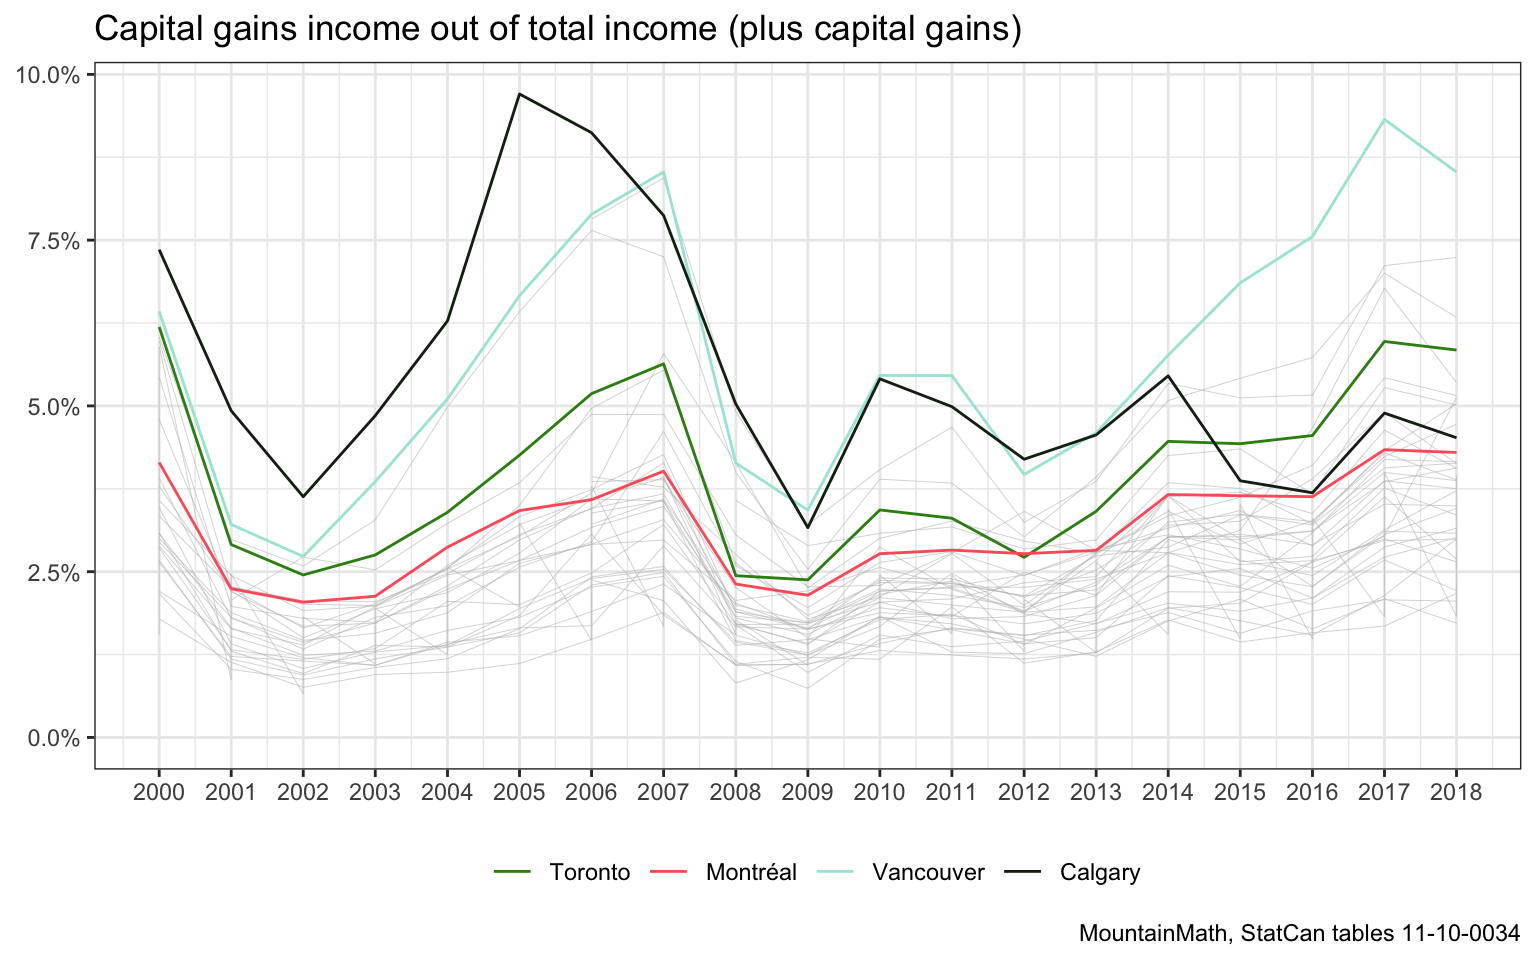 Capital gains income out of total income (plus capital gains)
10.0%
7.5%
5.0%
2.5%
0.0%
2000 2001 2002 2003 2004 2005 2006 2007 2008 2009 2010 2011 2012 2013 2014 2015 2016 2017 2018
Toronto Montréal Vancouver Calgary
MountainMath, StatCan tables 11-10-0034